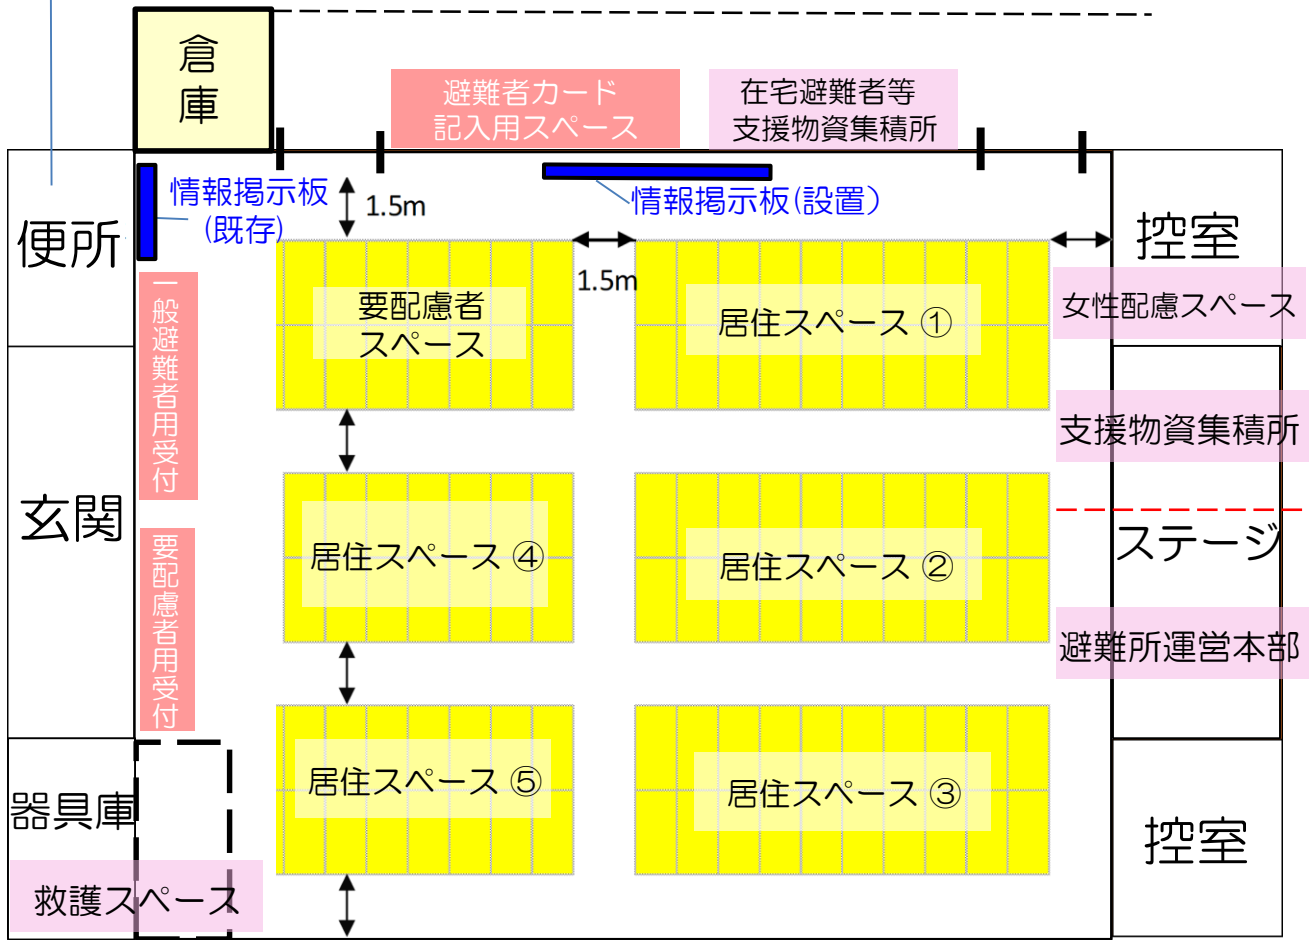 倉
庫
避難者カード
記入用スペース
在宅避難者等
支援物資集積所
情報掲示板
(既存)
1.5m
情報掲示板(設置）
便所
控室
1.5m
要配慮者
スペース
居住スペース ①
女性配慮スペース
一般避難者用受付
支援物資集積所
玄関
居住スペース ④
居住スペース ②
ステージ
要配慮者用受付
避難所運営本部
器具庫
居住スペース ⑤
居住スペース ③
控室
救護スペース